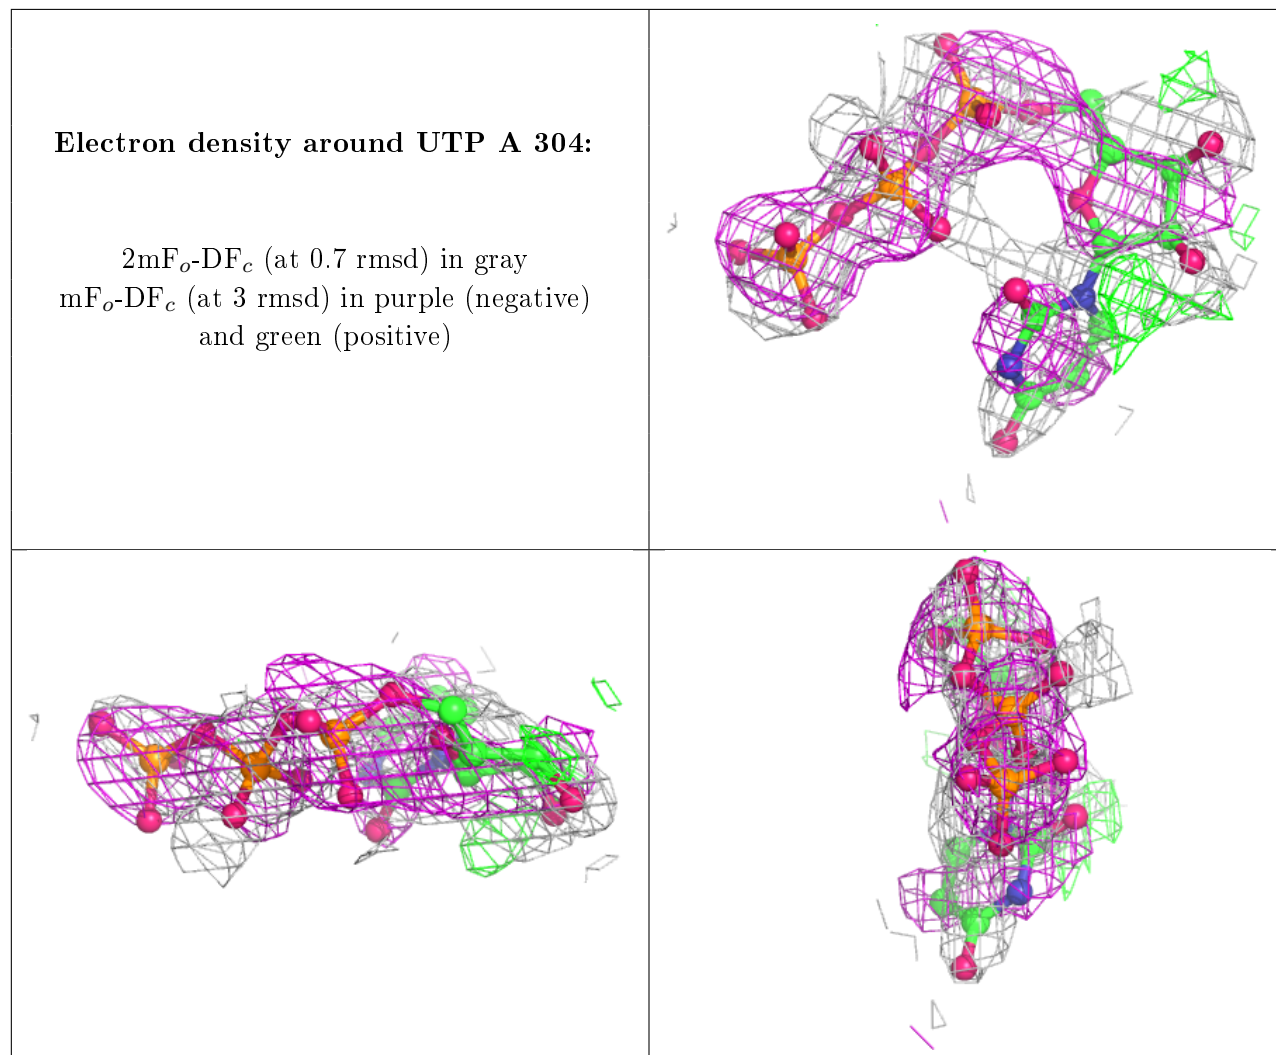 Electron density around UTP A 304:
2mFo-DFc (at 0.7 rmsd) in gray
mFo-DFc (at 3 rmsd) in purple (negative)
and green (positive)